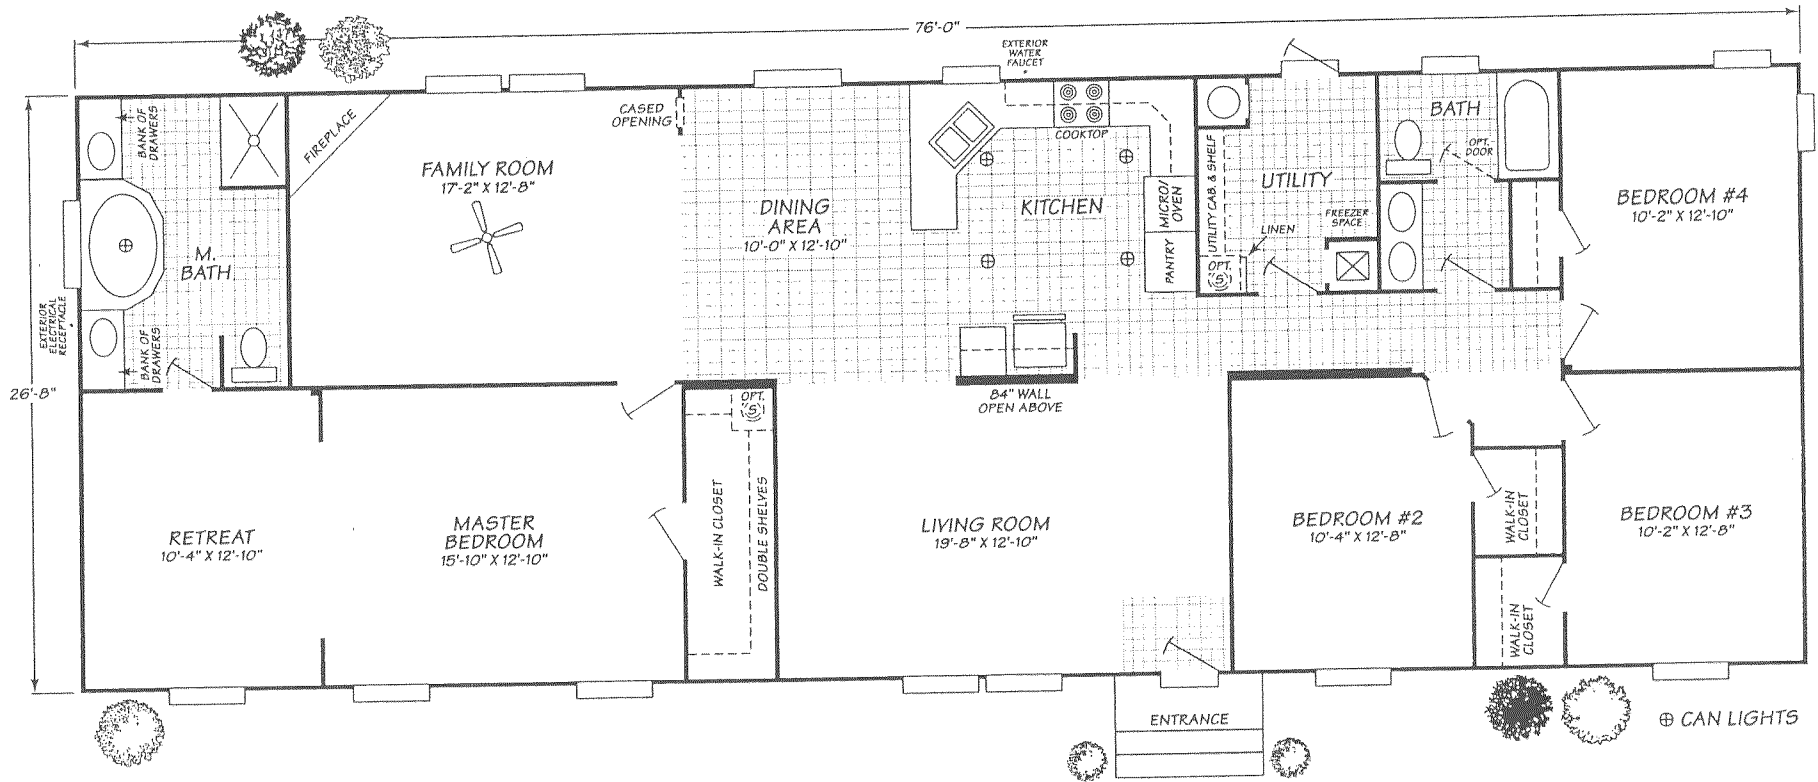 76'-0"
EXTERIOR
WATER
FAUCET
BANK OF
DRAWERS
FIREPLACE
CASED
OPENING
FAMILY ROOM
17'-2" X 12'-8"
DINING
AREA
10'-0" X 12'-10"
COOKTOP
KITCHEN
MICRO/
OVEN
PANTRY
UTILITY CAB. & SHELF
UTILITY
FREEZER
SPACE
LINEN
OPT.
S
BATH
OPT.
DOOR
BEDROOM #4
10'-2" X 12'-10"
M.
BATH
EXTERIOR
ELECTRICAL
RECEPTACLE
BANK OF
DRAWERS
26'-8"
84" WALL
OPEN ABOVE
OPT.
S
RETREAT
10'-4" X 12'-10"
MASTER
BEDROOM
15'-10" X 12'-10"
WALK-IN CLOSET
DOUBLE SHELVES
LIVING ROOM
19'-8" X 12'-10"
BEDROOM #2
10'-4" X 12'-8"
WALK-IN
CLOSET
WALK-IN
CLOSET
BEDROOM #3
10'-2" X 12'-8"
ENTRANCE
CAN LIGHTS